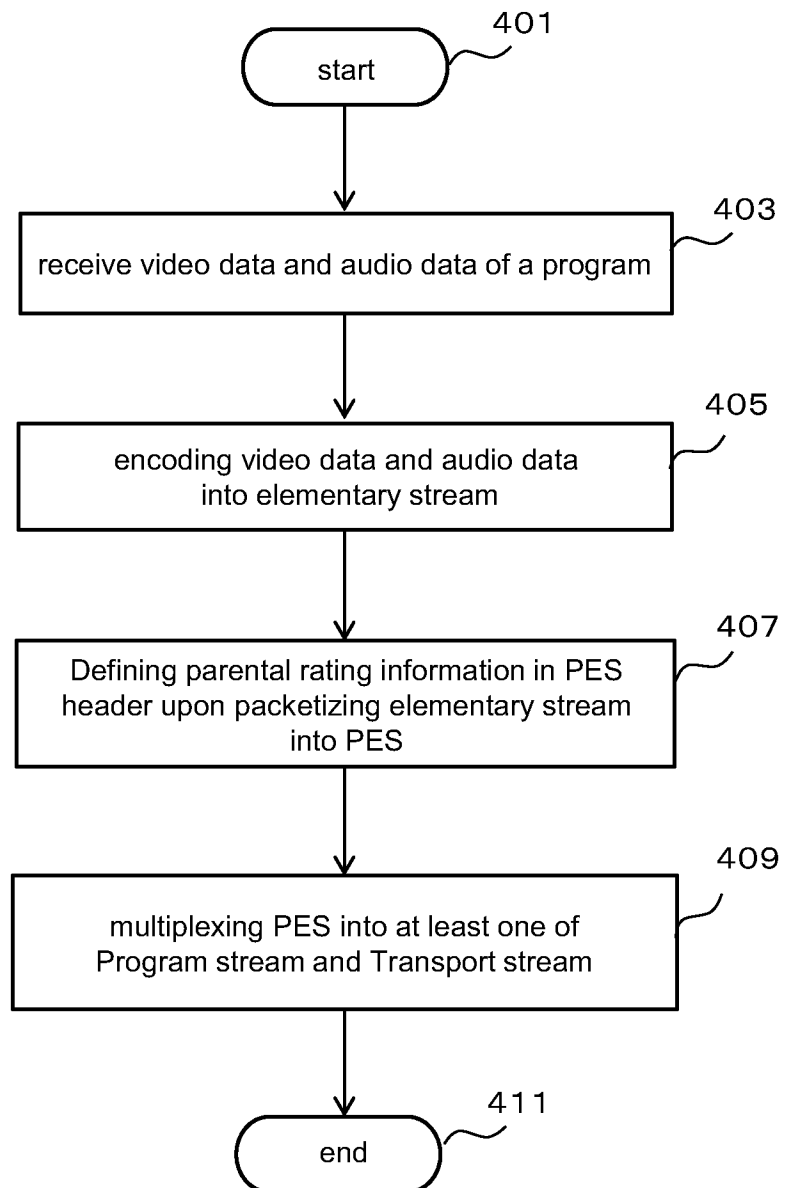 401
start
403
receive video data and audio data of a program
405
encoding video data and audio data
into elementary stream
407
Defining parental rating information in PES
header upon packetizing elementary stream
into PES
409
multiplexing PES into at least one of
Program stream and Transport stream
411
end